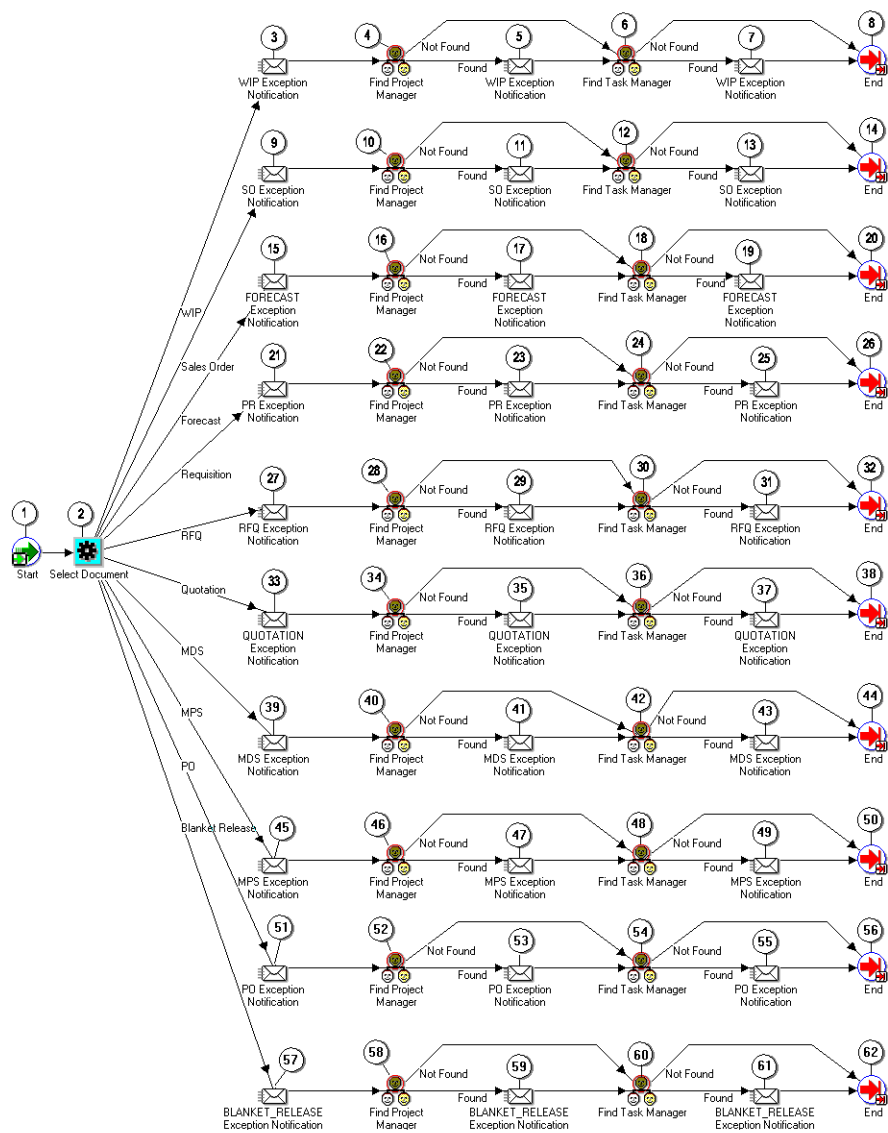 3 4 5 6 7 8
Not Found Not Found
Found Found
WIP Exception Notification
Find Project Manager
WIP Exception Notification
Find Task Manager
WIP Exception Notification
End
9 10 11 12 13 14
Not Found Not Found
Found Found
SO Exception Notification
Find Project Manager
SO Exception Notification
Find Task Manager
SO Exception Notification
End
15 16 17 18 19 20
Not Found Not Found
Found Found
FORECAST Exception Notification
Find Project Manager
FORECAST Exception Notification
Find Task Manager
FORECAST Exception Notification
End
WIP
Sales Order
21 22 23 24 25 26
Not Found Not Found
Found Found
PR Exception Notification
Find Project Manager
PR Exception Notification
Find Task Manager
PR Exception Notification
End
Forecast
Requisition
27 28 29 30 31 32
Not Found Not Found
Found Found
RFQ Exception Notification
Find Project Manager
RFQ Exception Notification
Find Task Manager
RFQ Exception Notification
End
1 2
RFQ
Start Select Document
Quotation
33 34 35 36 37 38
Not Found Not Found
Found Found
QUOTATION Exception Notification
Find Project Manager
QUOTATION Exception Notification
Find Task Manager
QUOTATION Exception Notification
End
MDS
39 40 41 42 43 44
Not Found Not Found
Found Found
MDS Exception Notification
Find Project Manager
MDS Exception Notification
Find Task Manager
MDS Exception Notification
End
MPS
PO
Blanket Release
45 46 47 48 49 50
Not Found Not Found
Found Found
MPS Exception Notification
Find Project Manager
MPS Exception Notification
Find Task Manager
MPS Exception Notification
End
51 52 53 54 55 56
Not Found Not Found
Found Found
PO Exception Notification
Find Project Manager
PO Exception Notification
Find Task Manager
PO Exception Notification
End
57 58 59 60 61 62
Not Found Not Found
Found Found
BLANKET_RELEASE Exception Notification
Find Project Manager
BLANKET_RELEASE Exception Notification
Find Task Manager
BLANKET_RELEASE Exception Notification
End